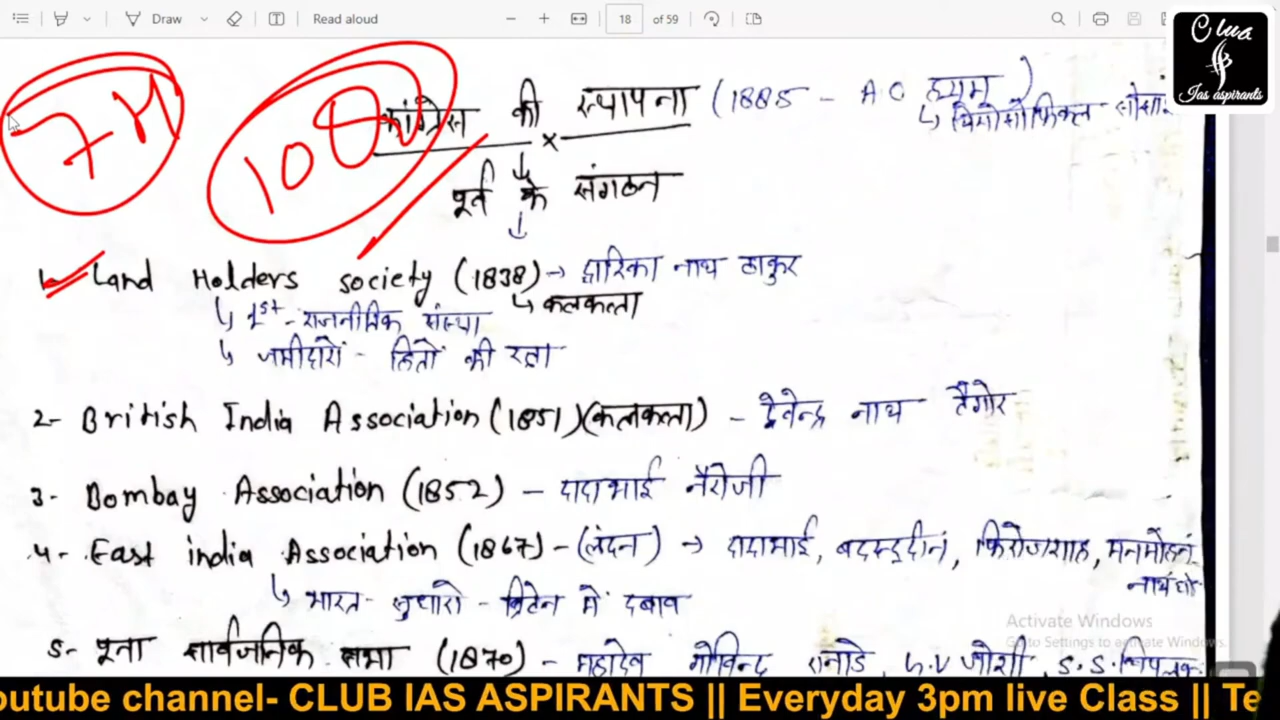 Draw
Read aloud
18 of 59
Clua
Ias aspirants
7M
100
कांग्रेस की स्थापना (1885 - A O ह्यूम)
↳ थियोसोफिकल
×
↓
पूर्व के संगठन
↓
1- Land Holders society (1838) → द्वारिका नाथ ठाकुर
↳ कलकत्ता
↳ 1st - राजनीतिक संस्था
↳ जमींदारों - हितों की रक्षा
2- British India Association (1851) (कलकत्ता) - देवेन्द्र नाथ टैगोर
3- Bombay Association (1852) - दादाभाई नौरोजी
4- East india Association (1867) - (लंदन) → दादाभाई, बदरूद्दीन, फिरोजशाह, मनमोहन
नाथ घो
↳ भारत - सुधारो - ब्रिटेन में दबाव
5- पूना सार्वजनिक सभा (1870) - महादेव गोविन्द रानाडे, जोशी, S.S.
Activate Windows
Go to Settings to activate Windows.
outube channel- CLUB IAS ASPIRANTS || Everyday 3pm live Class || Te